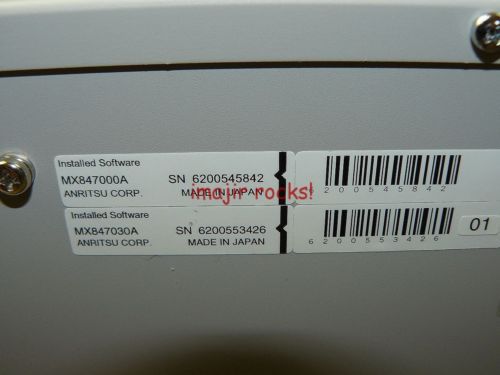 Installed Software
MX847000A SN 6200545842
ANRITSU CORP. MADE IN JAPAN
imajir-rocks!
200545842
Installed Software
MX847030A SN 6200553426
ANRITSU CORP. MADE IN JAPAN
6200553426
01